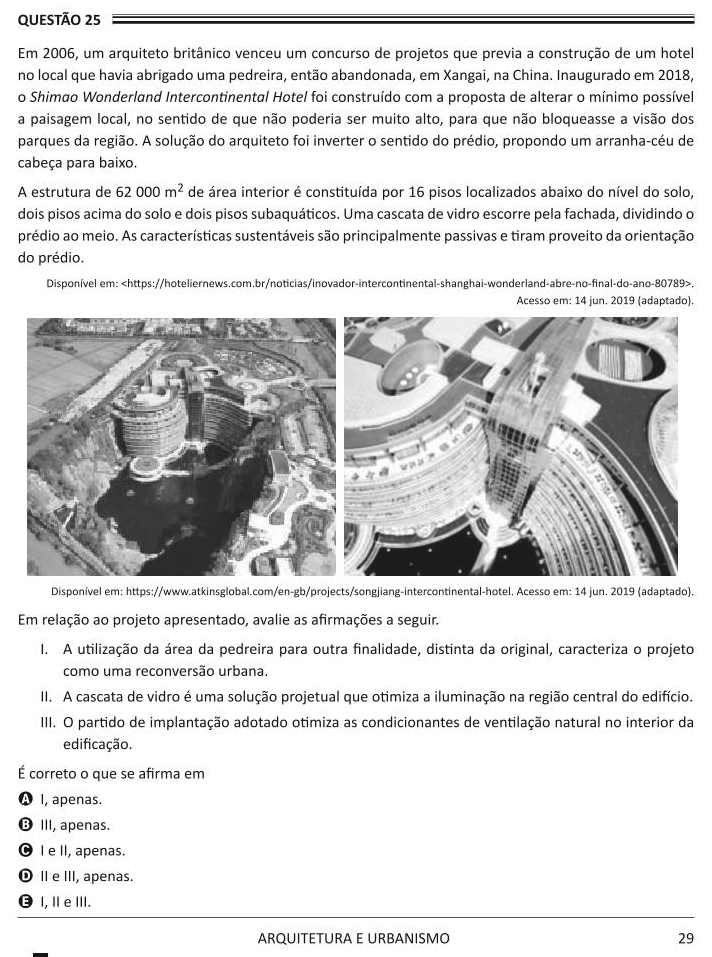 QUESTÃO 25
Em 2006, um arquiteto britânico venceu um concurso de projetos que previa a construção de um hotel
no local que havia abrigado uma pedreira, então abandonada, em Xangai, na China. Inaugurado em 2018,
o Shimao Wonderland Intercontinental Hotel foi construído com a proposta de alterar o mínimo possível
a paisagem local, no sentido de que não poderia ser muito alto, para que não bloqueasse a visão dos
parques da região. A solução do arquiteto foi inverter o sentido do prédio, propondo um arranha-céu de
cabeça para baixo.
A estrutura de 62 000 m2 de área interior é constituída por 16 pisos localizados abaixo do nível do solo,
dois pisos acima do solo e dois pisos subaquáticos. Uma cascata de vidro escorre pela fachada, dividindo o
prédio ao meio. As características sustentáveis são principalmente passivas e tiram proveito da orientação
do prédio.
Disponível em: <https://hoteliernews.com.br/noticias/inovador-intercontinental-shanghai-wonderland-abre-no-final-do-ano-80789>.
Acesso em: 14 jun. 2019 (adaptado).
Disponível em: https://www.atkinsglobal.com/en-gb/projects/songjiang-intercontinental-hotel. Acesso em: 14 jun. 2019 (adaptado).
Em relação ao projeto apresentado, avalie as afirmações a seguir.
I. A utilização da área da pedreira para outra finalidade, distinta da original, caracteriza o projeto
como uma reconversão urbana.
II. A cascata de vidro é uma solução projetual que otimiza a iluminação na região central do edifício.
III. O partido de implantação adotado otimiza as condicionantes de ventilação natural no interior da
edificação.
É correto o que se afirma em
A I, apenas.
B III, apenas.
C I e II, apenas.
D II e III, apenas.
E I, II e III.
ARQUITETURA E URBANISMO 29